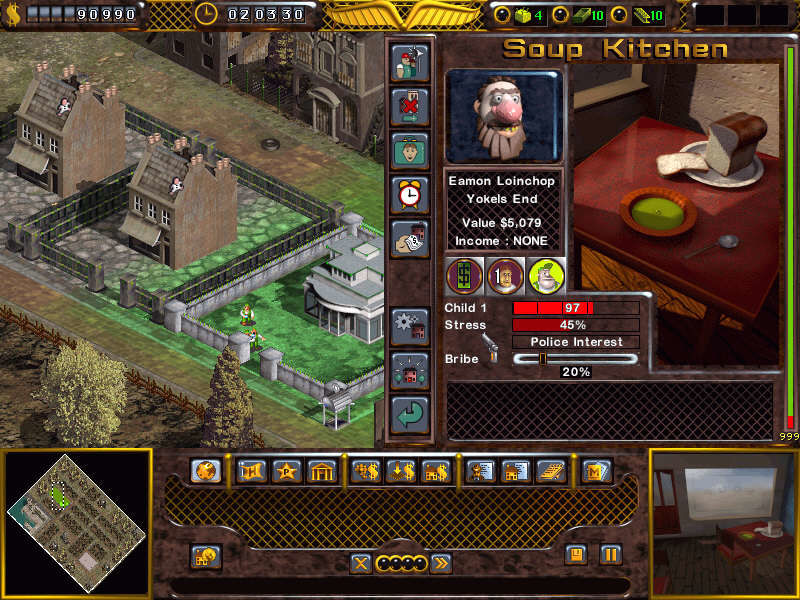 90990
020330
4
10
10
Soup Kitchen
Eamon Loinchop
Yokels End
Value $5,079
Income : NONE
1
Child 1
97
Stress
45%
Police Interest
Bribe
20%
999